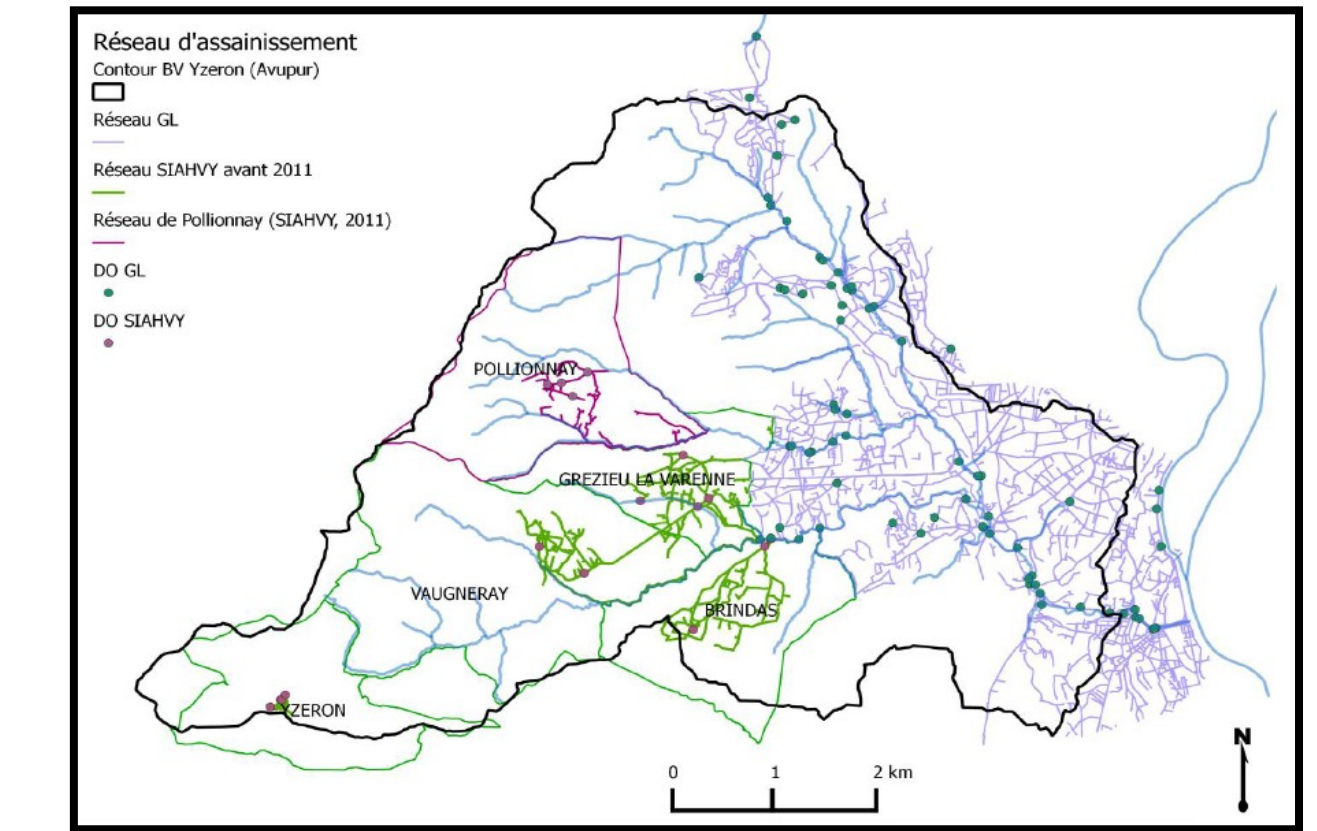 Réseau d'assainissement
Contour BV Yzeron (Avupur)
Réseau GL
Réseau SIAHVY avant 2011
Réseau de Pollionnay (SIAHVY, 2011)
DO GL
DO SIAHVY
POLLIONNAY
GREZIEU LA VARENNE
VAUGNERAY
BRINDAS
YZERON
N
0 1 2 km